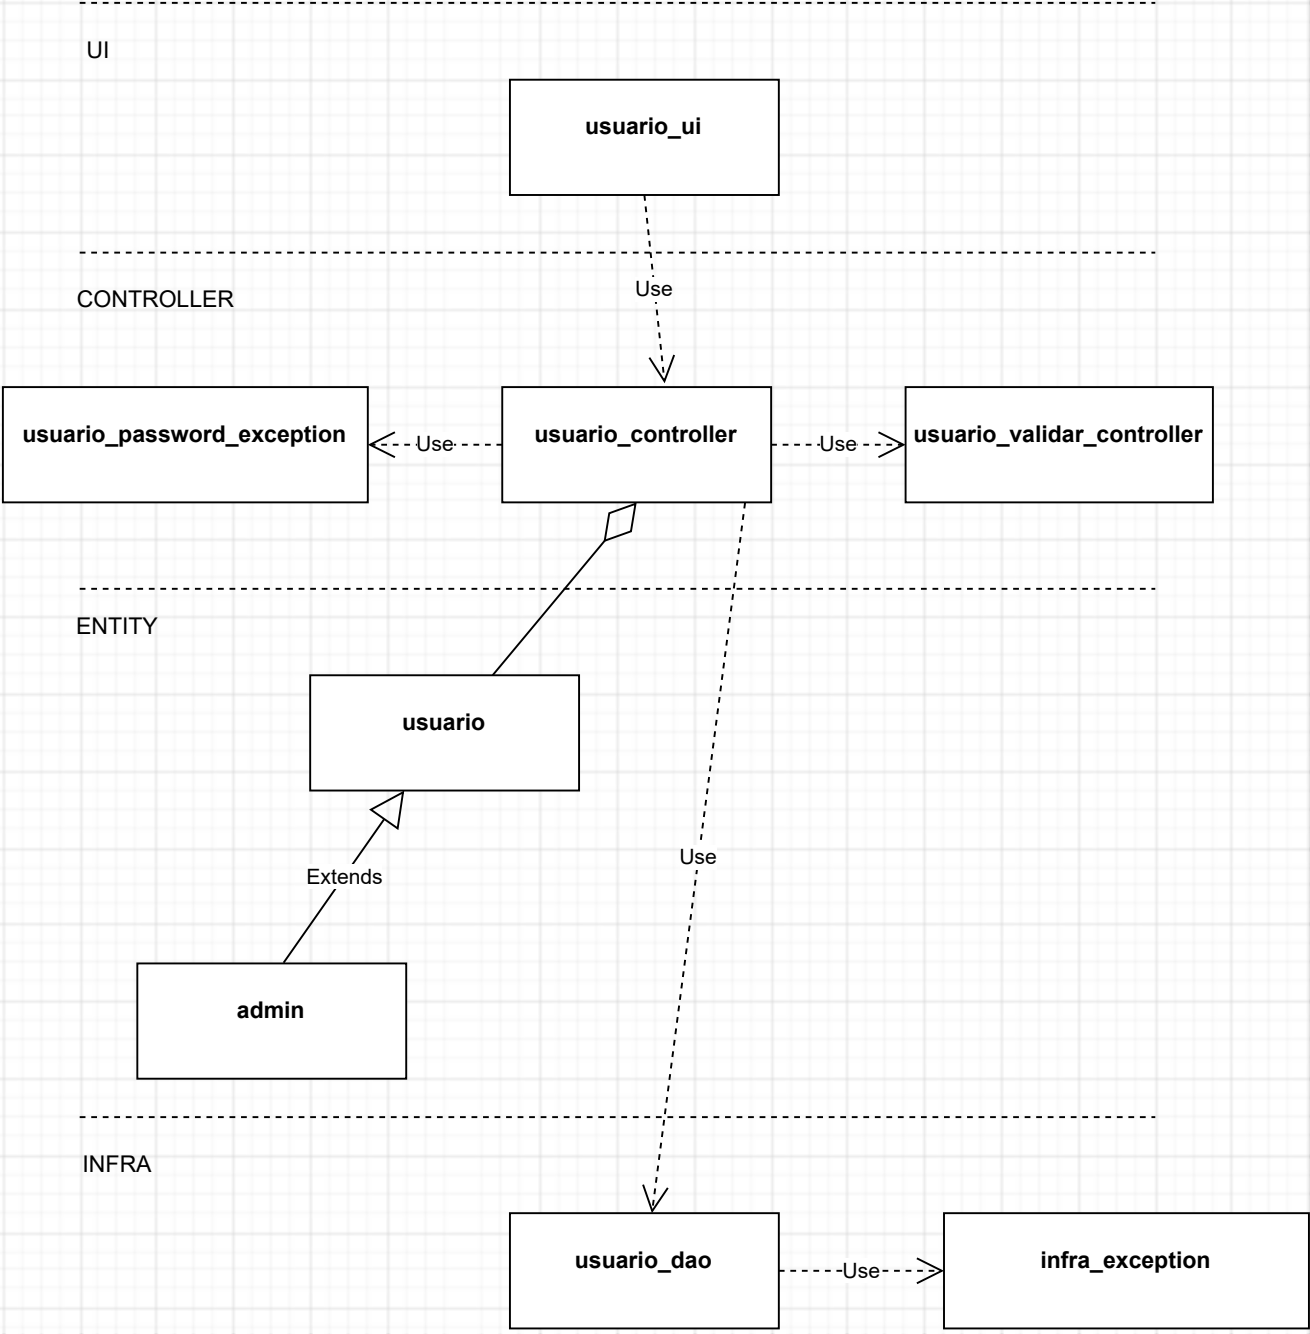 UI
usuario_ui
Use
CONTROLLER
usuario_password_exception
Use
usuario_controller
Use
usuario_validar_controller
ENTITY
usuario
Use
Extends
admin
INFRA
usuario_dao
Use
infra_exception